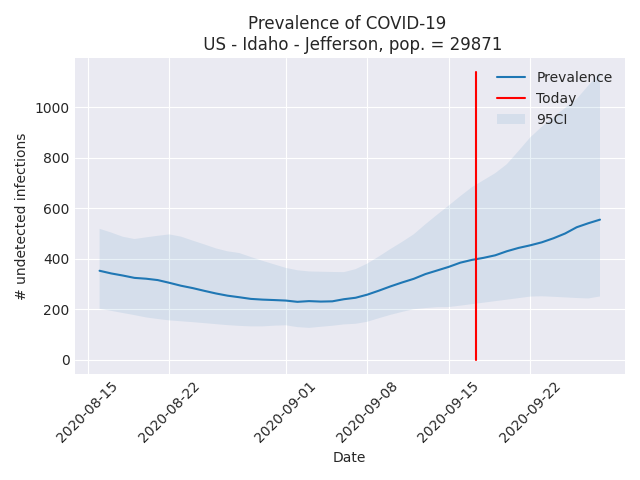 Prevalence of COVID-19
US - Idaho - Jefferson, pop. = 29871
Prevalence
Today
95CI
# undetected infections
1000
800
600
400
200
0
2020-08-15
2020-08-22
2020-09-01
2020-09-08
2020-09-15
2020-09-22
Date